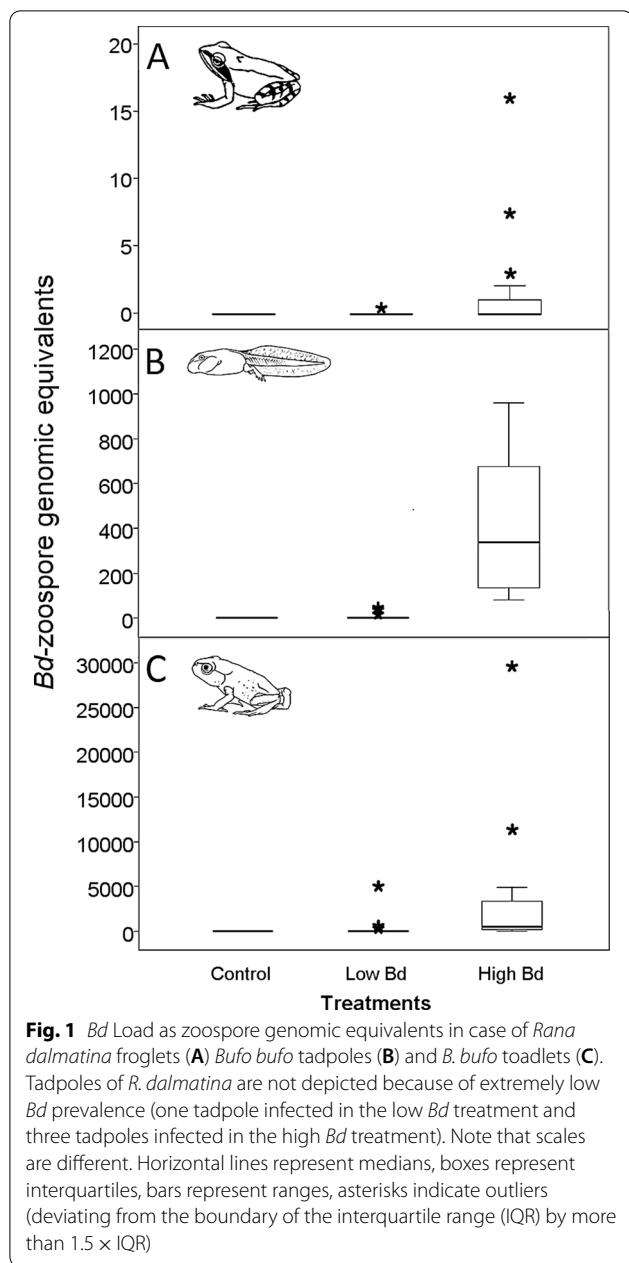 Bd-zoospore genomic equivalents
A
20
15
10
5
0
*
*
*
*
B
1200
1000
800
600
400
200
0
*
*
*
C
30000
25000
20000
15000
10000
5000
0
*
*
*
*
*
Control Low Bd High Bd
Treatments
Fig. 1 Bd Load as zoospore genomic equivalents in case of Rana
dalmatina froglets (A) Bufo bufo tadpoles (B) and B. bufo toadlets (C).
Tadpoles of R. dalmatina are not depicted because of extremely low
Bd prevalence (one tadpole infected in the low Bd treatment and
three tadpoles infected in the high Bd treatment). Note that scales
are different. Horizontal lines represent medians, boxes represent
interquartiles, bars represent ranges, asterisks indicate outliers
(deviating from the boundary of the interquartile range (IQR) by more
than 1.5 × IQR)